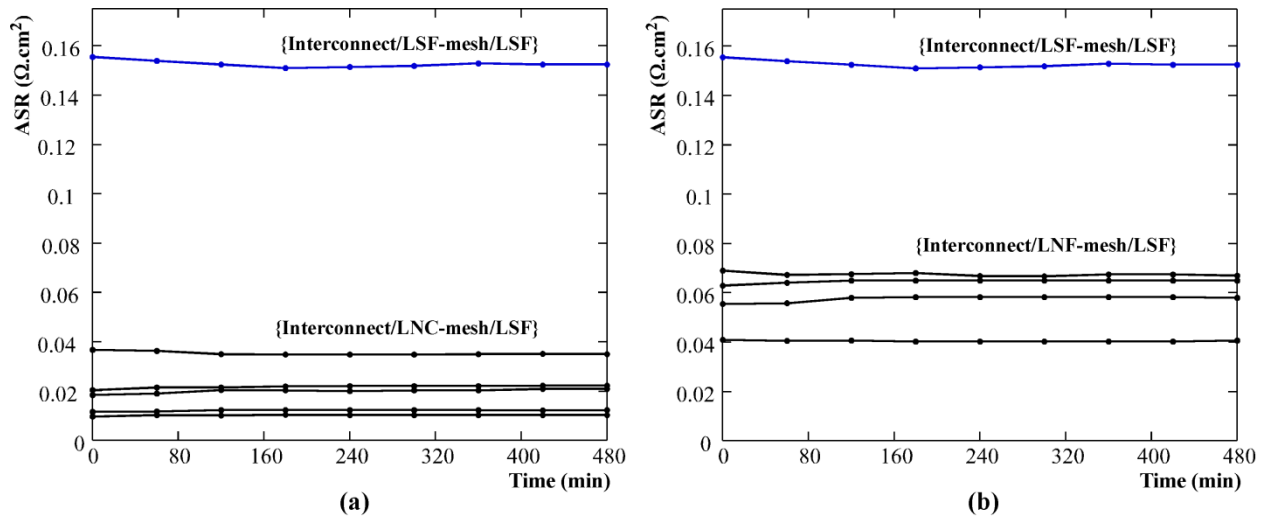 ASR (Ω.cm²)
0.16
0.14
0.12
0.1
0.08
0.06
0.04
0.02
0
{Interconnect/LSF-mesh/LSF}
{Interconnect/LNC-mesh/LSF}
0 80 160 240 320 400 480
Time (min)
(a)
ASR (Ω.cm²)
0.16
0.14
0.12
0.1
0.08
0.06
0.04
0.02
0
{Interconnect/LSF-mesh/LSF}
{Interconnect/LNF-mesh/LSF}
0 80 160 240 320 400 480
Time (min)
(b)